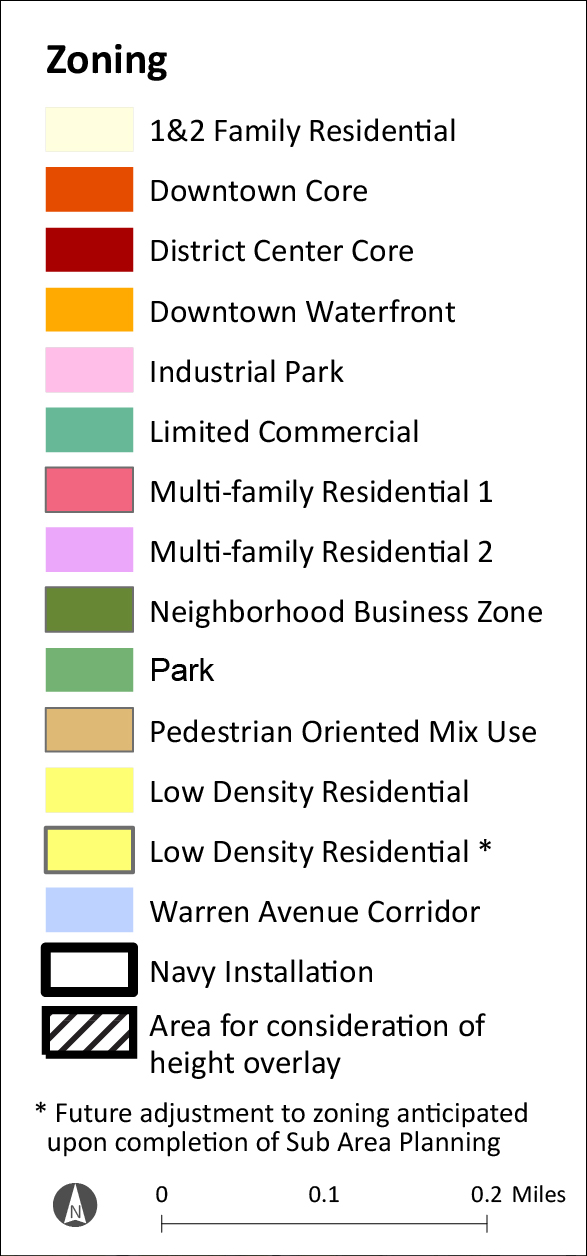 Zoning
1&2 Family Residential
Downtown Core
District Center Core
Downtown Waterfront
Industrial Park
Limited Commercial
Multi-family Residential 1
Multi-family Residential 2
Neighborhood Business Zone
Park
Pedestrian Oriented Mix Use
Low Density Residential
Low Density Residential *
Warren Avenue Corridor
Navy Installation
Area for consideration of
height overlay
* Future adjustment to zoning anticipated
upon completion of Sub Area Planning
N
0 0.1 0.2 Miles